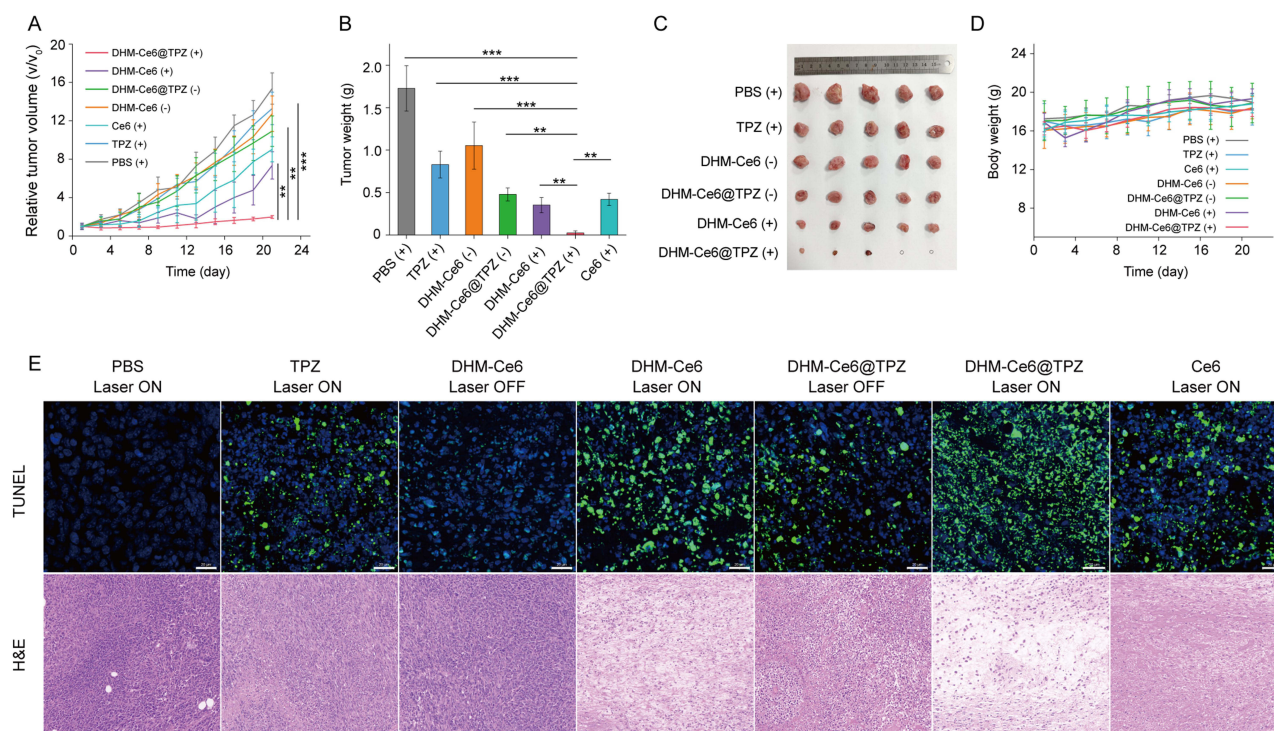 A
Relative tumor volume (v/v₀)
20
16
12
8
4
0
DHM-Ce6@TPZ (+)
DHM-Ce6 (+)
DHM-Ce6@TPZ (-)
DHM-Ce6 (-)
Ce6 (+)
TPZ (+)
PBS (+)
**
**
***
0 4 8 12 16 20 24
Time (day)
B
Tumor weight (g)
2.0
1.5
1.0
0.5
0
***
***
***
**
**
**
PBS (+)
TPZ (+)
DHM-Ce6 (-)
DHM-Ce6@TPZ (-)
DHM-Ce6 (+)
DHM-Ce6@TPZ (+)
Ce6 (+)
C
PBS (+)
TPZ (+)
DHM-Ce6 (-)
DHM-Ce6@TPZ (-)
DHM-Ce6 (+)
DHM-Ce6@TPZ (+)
D
Body weight (g)
24
20
16
12
8
PBS (+)
TPZ (+)
Ce6 (+)
DHM-Ce6 (-)
DHM-Ce6@TPZ (-)
DHM-Ce6 (+)
DHM-Ce6@TPZ (+)
0 4 8 12 16 20
Time (day)
E
PBS
Laser ON
TPZ
Laser ON
DHM-Ce6
Laser OFF
DHM-Ce6
Laser ON
DHM-Ce6@TPZ
Laser OFF
DHM-Ce6@TPZ
Laser ON
Ce6
Laser ON
TUNEL
H&E